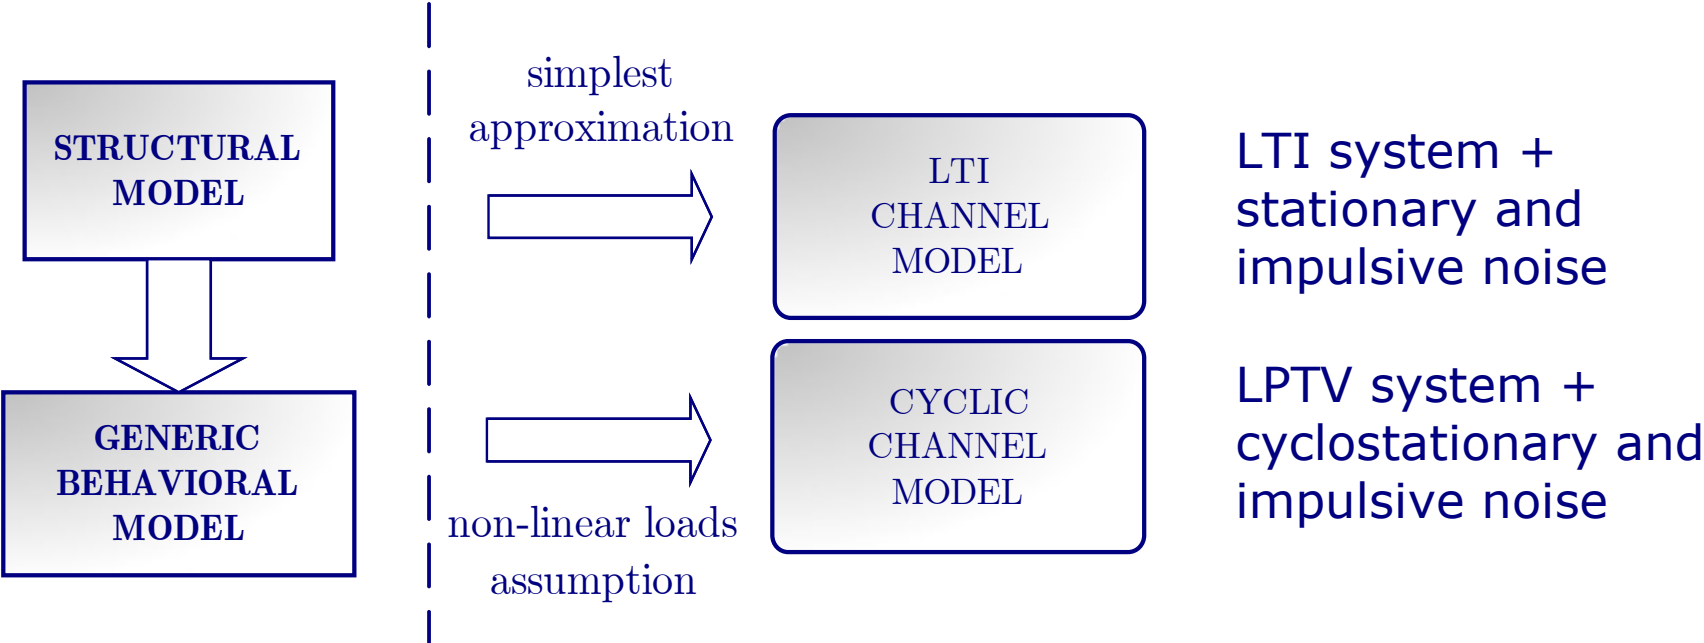 STRUCTURAL
MODEL
GENERIC
BEHAVIORAL
MODEL
simplest
approximation
LTI
CHANNEL
MODEL
LTI system +
stationary and
impulsive noise
non-linear loads
assumption
CYCLIC
CHANNEL
MODEL
LPTV system +
cyclostationary and
impulsive noise